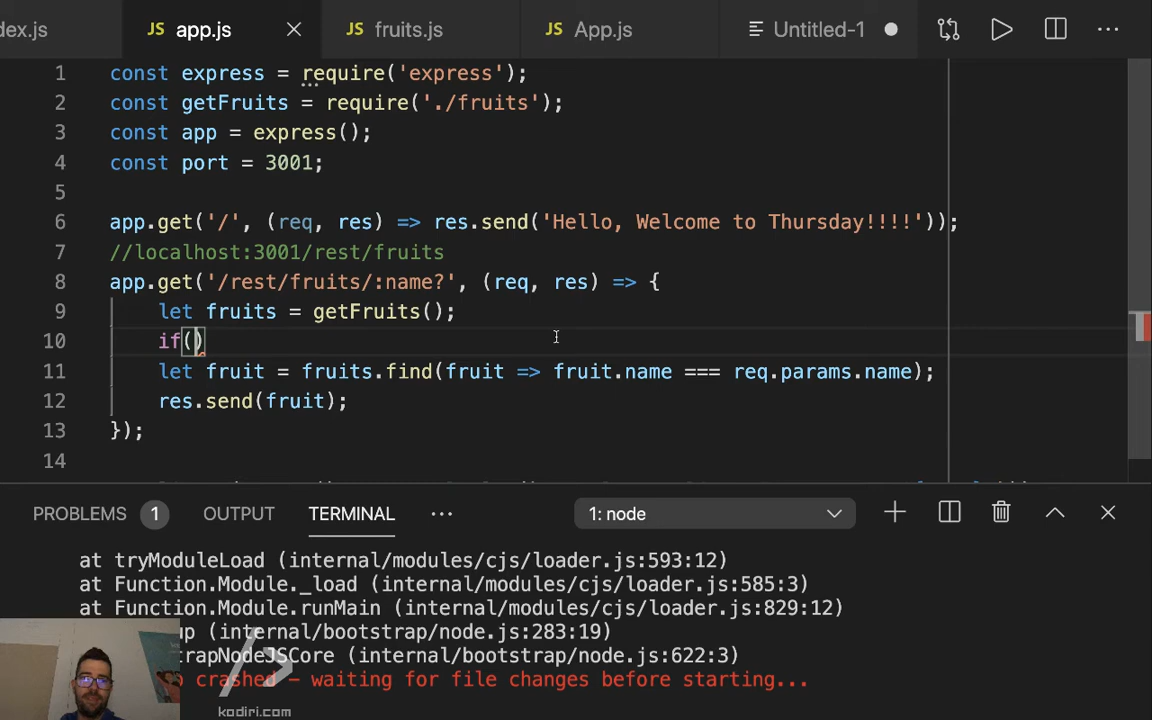 dex.js
JS app.js
JS fruits.js
JS App.js
Untitled-1
1 const express = require('express');
2 const getFruits = require('./fruits');
3 const app = express();
4 const port = 3001;
5
6 app.get('/', (req, res) => res.send('Hello, Welcome to Thursday!!!!'));
7 //localhost:3001/rest/fruits
8 app.get('/rest/fruits/:name?', (req, res) => {
9 let fruits = getFruits();
10 if()
11 let fruit = fruits.find(fruit => fruit.name === req.params.name);
12 res.send(fruit);
13 });
14
PROBLEMS 1 OUTPUT TERMINAL ... 1: node
at tryModuleLoad (internal/modules/cjs/loader.js:593:12)
at Function.Module._load (internal/modules/cjs/loader.js:585:3)
at Function.Module.runMain (internal/modules/cjs/loader.js:829:12)
up (internal/bootstrap/node.js:283:19)
trapNodeJSCore (internal/bootstrap/node.js:622:3)
crashed - waiting for file changes before starting...
</>
kodiri.com